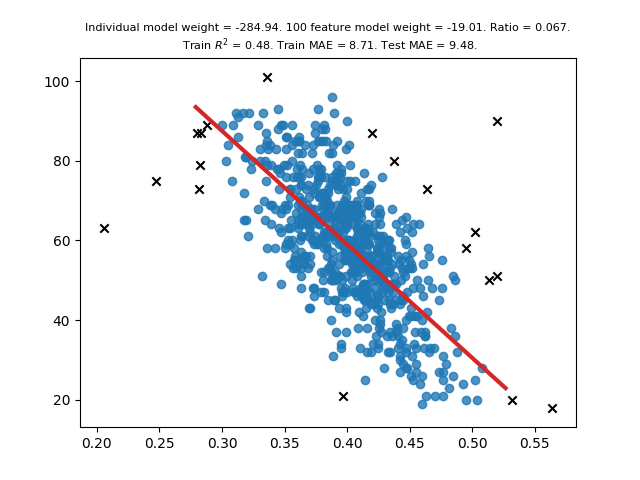 Individual model weight = -284.94. 100 feature model weight = -19.01. Ratio = 0.067.
Train R² = 0.48. Train MAE = 8.71. Test MAE = 9.48.
100
80
60
40
20
0.20 0.25 0.30 0.35 0.40 0.45 0.50 0.55